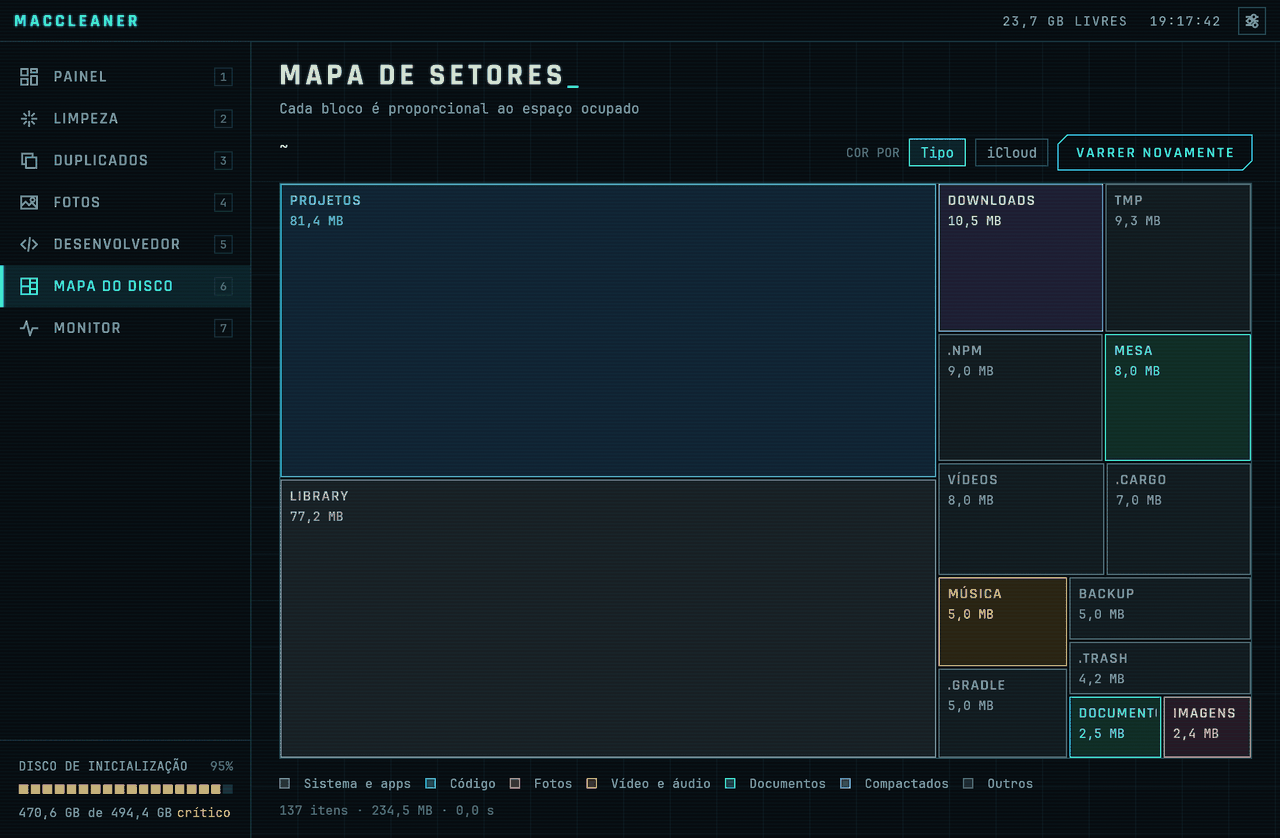 MACCLEANER
23,7 GB LIVRES 19:17:42
PAINEL 1
LIMPEZA 2
DUPLICADOS 3
FOTOS 4
DESENVOLVEDOR 5
MAPA DO DISCO 6
MONITOR 7
DISCO DE INICIALIZAÇÃO 95%
470,6 GB de 494,4 GB crítico
MAPA DE SETORES_
Cada bloco é proporcional ao espaço ocupado
~
COR POR Tipo iCloud VARRER NOVAMENTE
PROJETOS
81,4 MB
LIBRARY
77,2 MB
DOWNLOADS
10,5 MB
TMP
9,3 MB
.NPM
9,0 MB
MESA
8,0 MB
VÍDEOS
8,0 MB
.CARGO
7,0 MB
MÚSICA
5,0 MB
BACKUP
5,0 MB
.TRASH
4,2 MB
.GRADLE
5,0 MB
DOCUMENT
2,5 MB
IMAGENS
2,4 MB
Sistema e apps Código Fotos Vídeo e áudio Documentos Compactados Outros
137 itens · 234,5 MB · 0,0 s